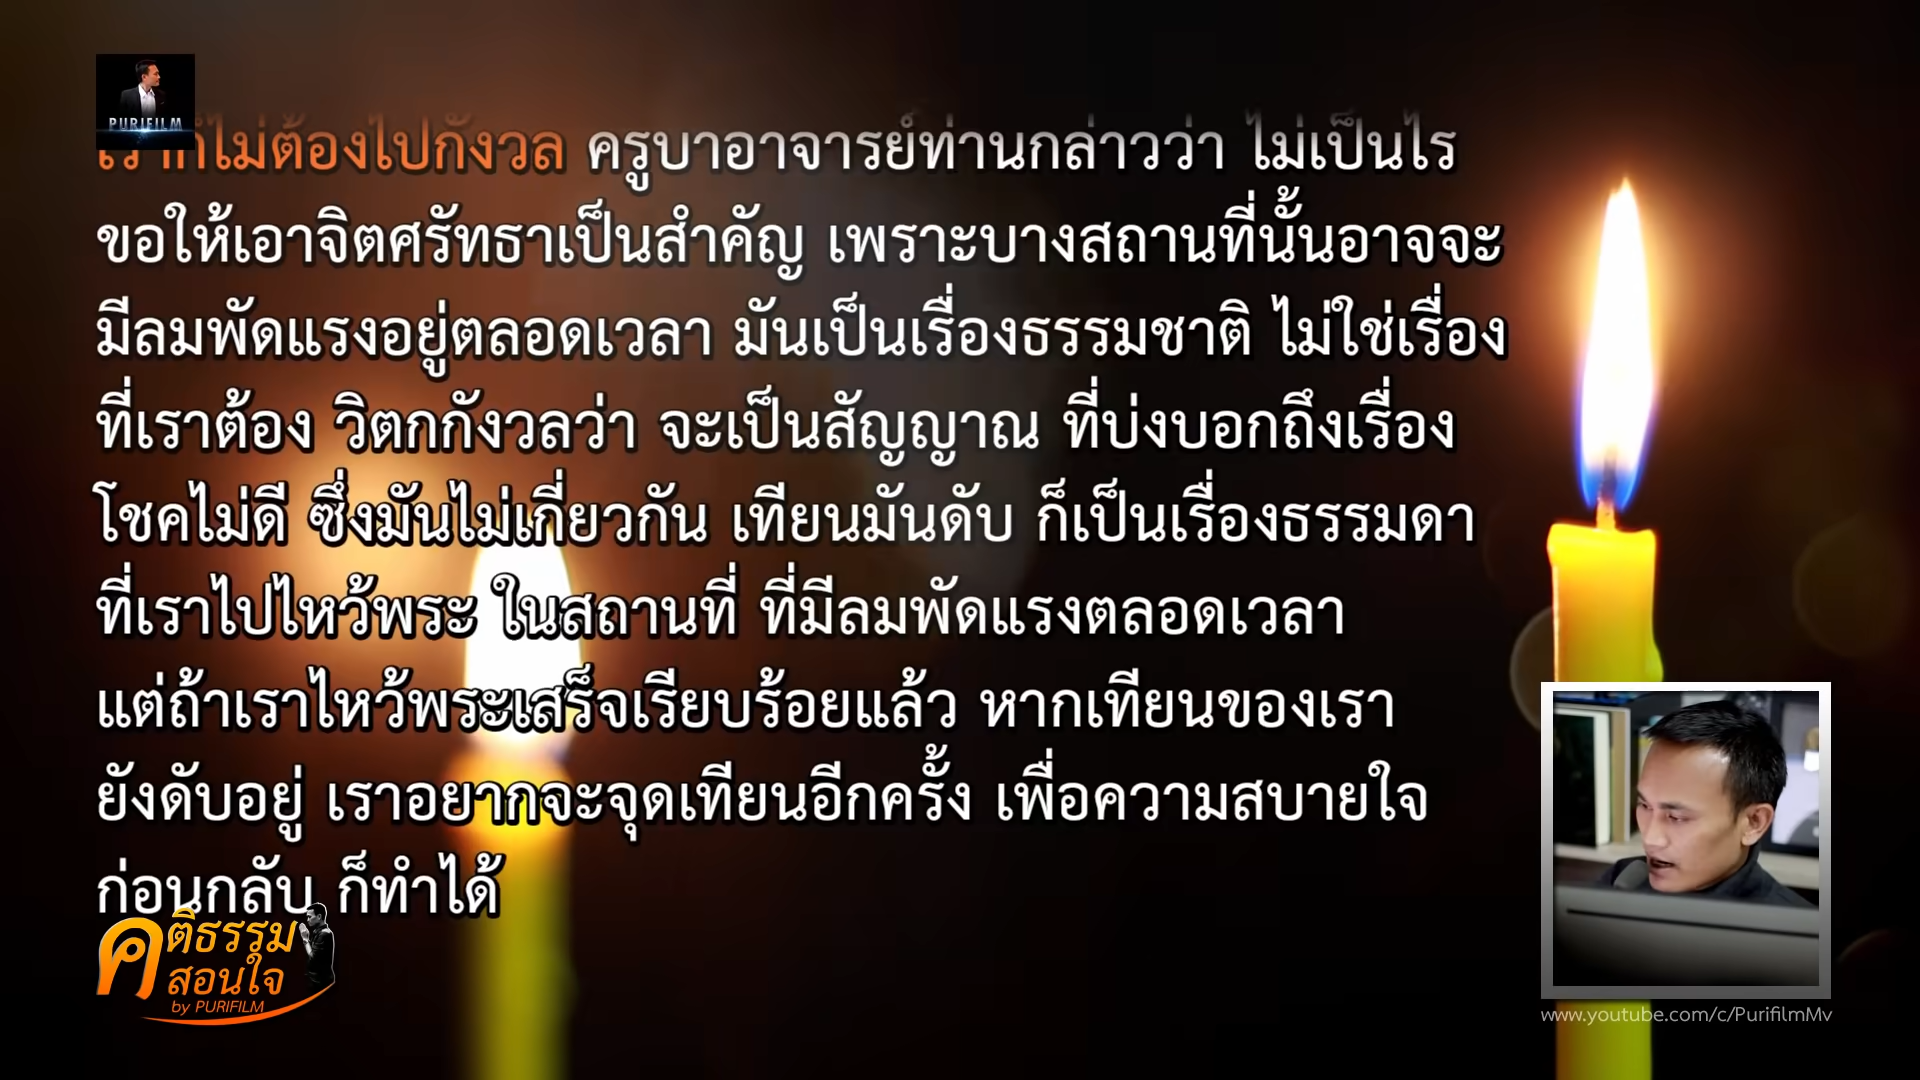 PURIFILM
เราก็ไม่ต้องไปกังวล ครูบาอาจารย์ท่านกล่าวว่า ไม่เป็นไร
ขอให้เอาจิตศรัทธาเป็นสำคัญ เพราะบางสถานที่นั้นอาจจะ
มีลมพัดแรงอยู่ตลอดเวลา มันเป็นเรื่องธรรมชาติ ไม่ใช่เรื่อง
ที่เราต้อง วิตกกังวลว่า จะเป็นสัญญาณ ที่บ่งบอกถึงเรื่อง
โชคไม่ดี ซึ่งมันไม่เกี่ยวกัน เทียนมันดับ ก็เป็นเรื่องธรรมดา
ที่เราไปไหว้พระ ในสถานที่ ที่มีลมพัดแรงตลอดเวลา
แต่ถ้าเราไหว้พระเสร็จเรียบร้อยแล้ว หากเทียนของเรา
ยังดับอยู่ เราอยากจะจุดเทียนอีกครั้ง เพื่อความสบายใจ
ก่อนกลับ ก็ทำได้
คติธรรม
สอนใจ
by PURIFILM
www.youtube.com/c/PurifilmMv